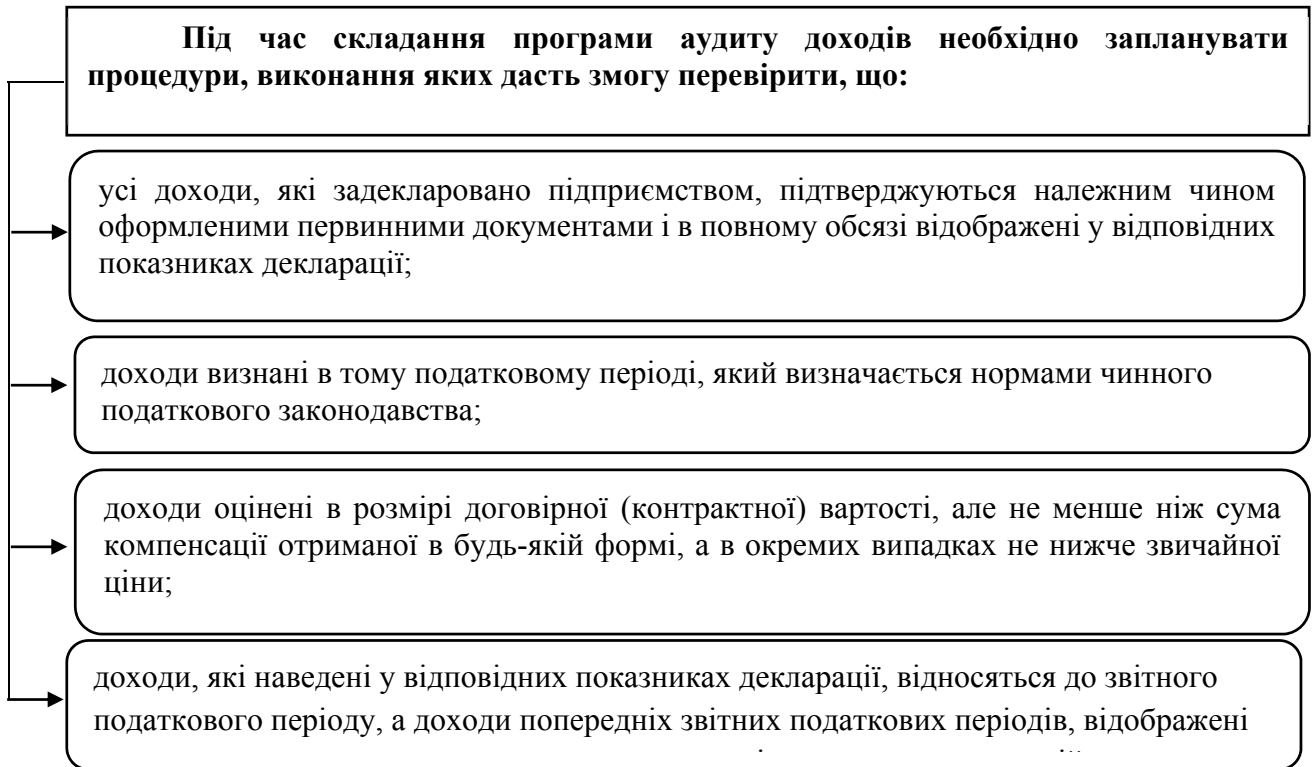 Під час складання програми аудиту доходів необхідно запланувати
процедури, виконання яких дасть змогу перевірити, що:
усі доходи, які задекларовано підприємством, підтверджуються належним чином
оформленими первинними документами і в повному обсязі відображені у відповідних
показниках декларації;
доходи визнані в тому податковому періоді, який визначається нормами чинного
податкового законодавства;
доходи оцінені в розмірі договірної (контрактної) вартості, але не менше ніж сума
компенсації отриманої в будь-якій формі, а в окремих випадках не нижче звичайної
ціни;
доходи, які наведені у відповідних показниках декларації, відносяться до звітного
податкового періоду, а доходи попередніх звітних податкових періодів, відображені